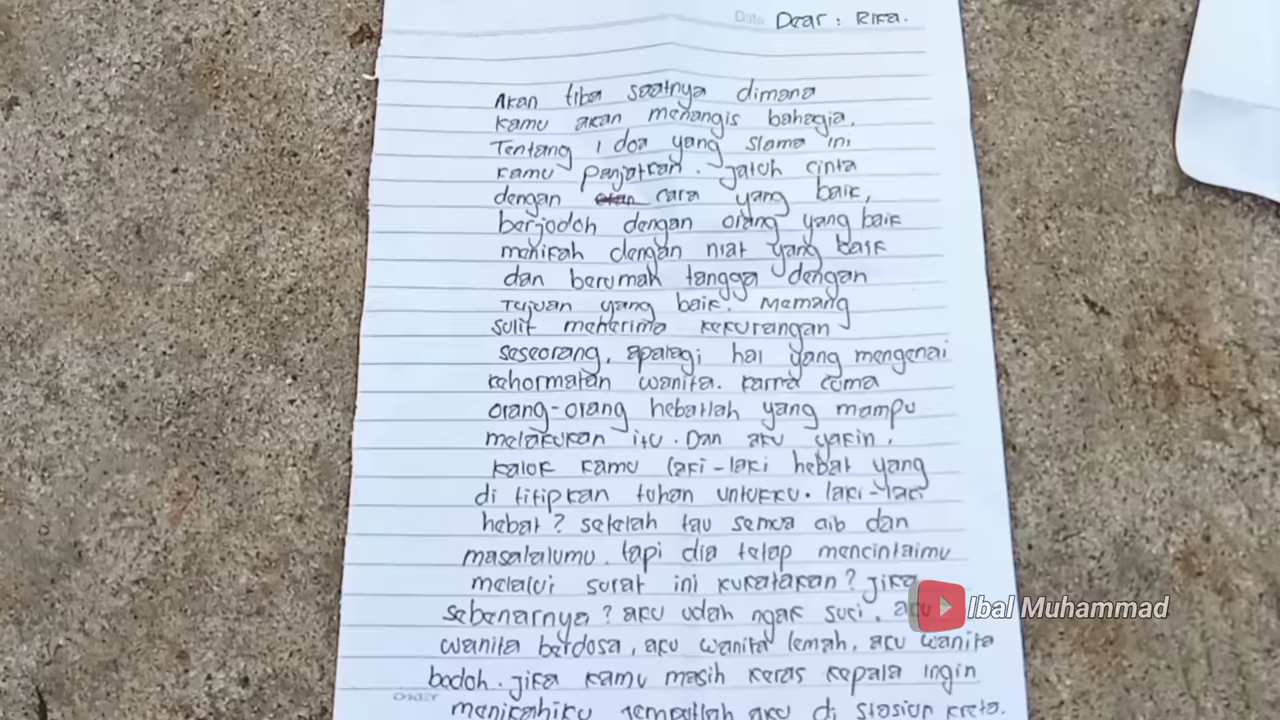 Date Dear : Rifa.
Akan tiba saatnya dimana
kamu akan menangis bahagia.
Tentang 1 doa yang slama ini
kamu panjatkan. Jatuh cinta
dengan cara yang baik,
berjodoh dengan orang yang baik
menikah dengan niat yang baik
dan berumah tangga dengan
Tujuan yang baik. Memang
sulit menerima kekurangan
seseorang, apalagi hal yang mengenai
kehormatan wanita. karna cuma
orang-orang hebatlah yang mampu
melakukan itu. Dan aku yakin.
kalok kamu laki-laki hebat yang
di titipkan tuhan untukku. laki-laki
hebat? setelah tau semua aib dan
masalalumu. tapi dia tetap mencintaimu
melalui surat ini kukatakan? Jika
sebenarnya? aku udah ngak suci. aku
wanita berdosa, aku wanita lemah, aku wanita
bodoh. Jika kamu masih keras kepala ingin
menikahiku jemputlah aku di stasiun kreta.
Ibal Muhammad